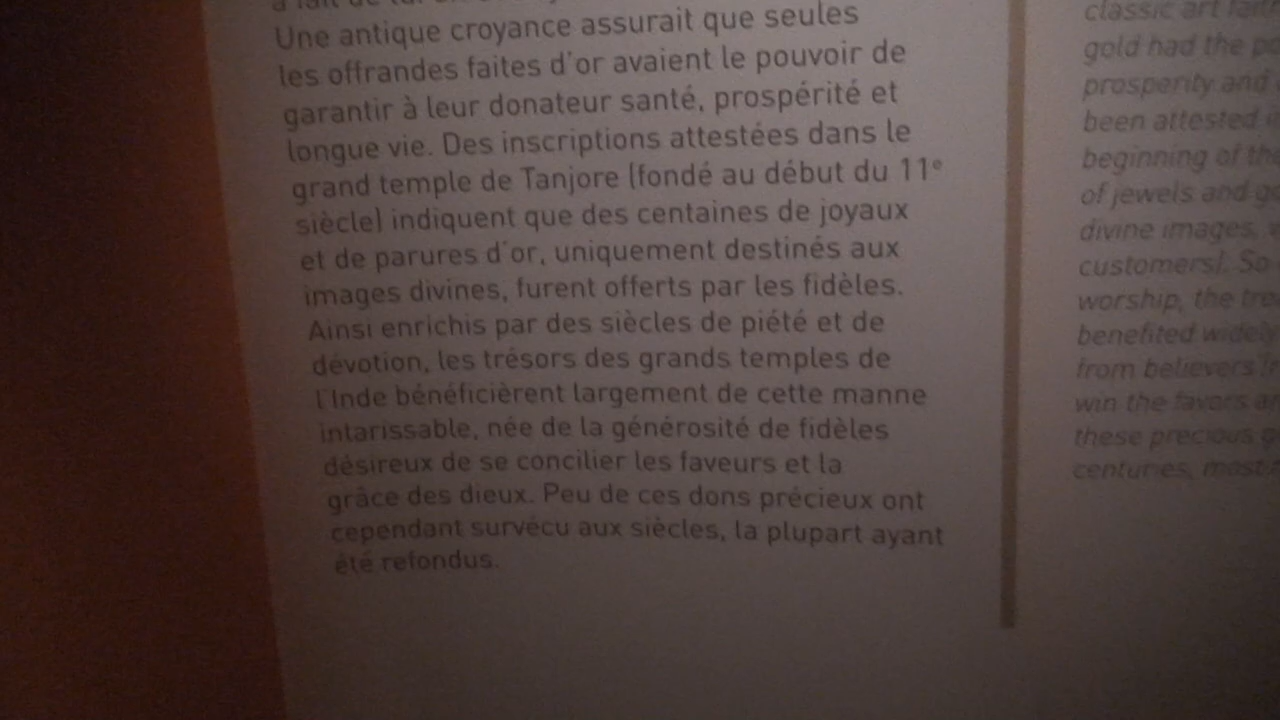 Une antique croyance assurait que seules
les offrandes faites d'or avaient le pouvoir de
garantir à leur donateur santé, prospérité et
longue vie. Des inscriptions attestées dans le
grand temple de Tanjore (fondé au début du 11e
siècle) indiquent que des centaines de joyaux
et de parures d'or, uniquement destinés aux
images divines, furent offerts par les fidèles.
Ainsi enrichis par des siècles de piété et de
dévotion, les trésors des grands temples de
l'Inde bénéficièrent largement de cette manne
intarissable, née de la générosité de fidèles
désireux de se concilier les faveurs et la
grâce des dieux. Peu de ces dons précieux ont
cependant survécu aux siècles, la plupart ayant
été refondus.
classic art
gold had the
prosperity and
been attested
beginning of the
of jewels and
divine images,
customers). So
worship, the
benefited widely
from believers
win the favors
these precious
centuries, most